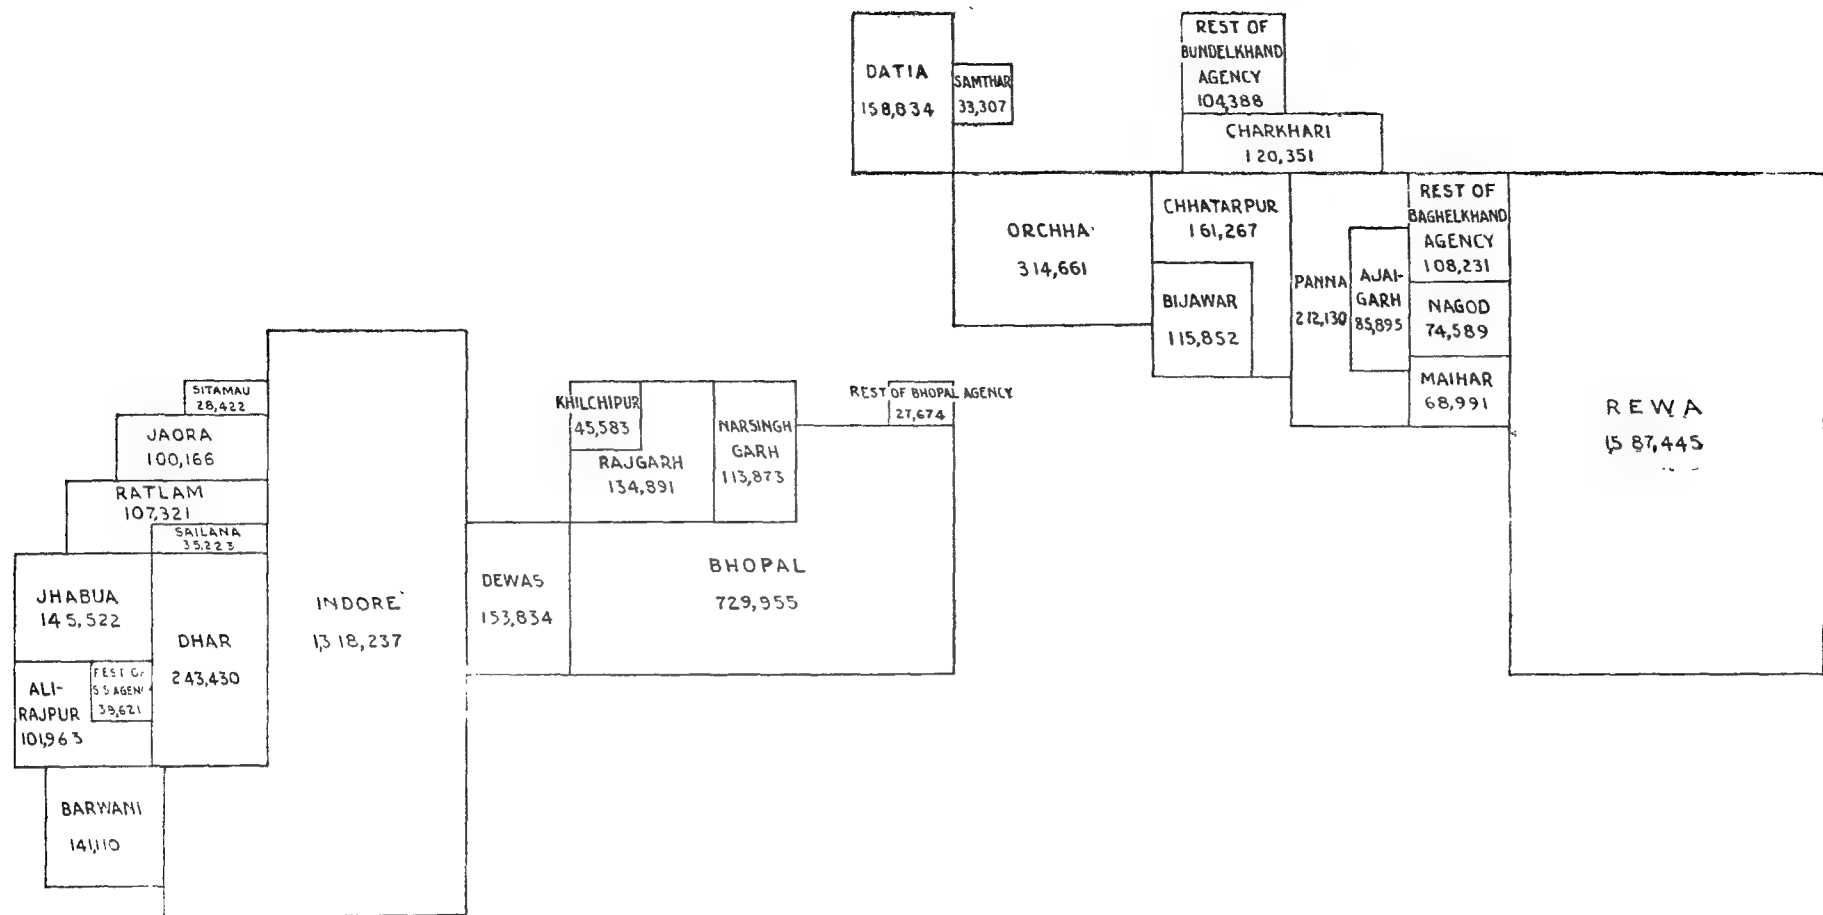 DATIA
158,834
SAMTHAR
33,307
REST OF
BUNDELKHAND
AGENCY
104,388
CHARKHARI
120,351
ORCHHA
314,661
CHHATARPUR
161,267
BIJAWAR
115,852
PANNA
212,130
AJAI-
GARH
85,895
REST OF
BAGHELKHAND
AGENCY
108,231
NAGOD
74,589
MAIHAR
68,991
REWA
15 87,445
SITAMAU
28,422
JAORA
100,166
RATLAM
107,321
SAILANA
35,223
JHABUA
145,522
DHAR
243,430
ALI-
RAJPUR
101,963
OF
S S AGEN
BARWANI
141,110
INDORE
13 18,237
DEWAS
153,834
KHILCHIPUR
45,583
RAJGARH
134,891
NARSINGH
GARH
113,873
REST OF BHOPAL AGENCY
27,674
BHOPAL
729,955